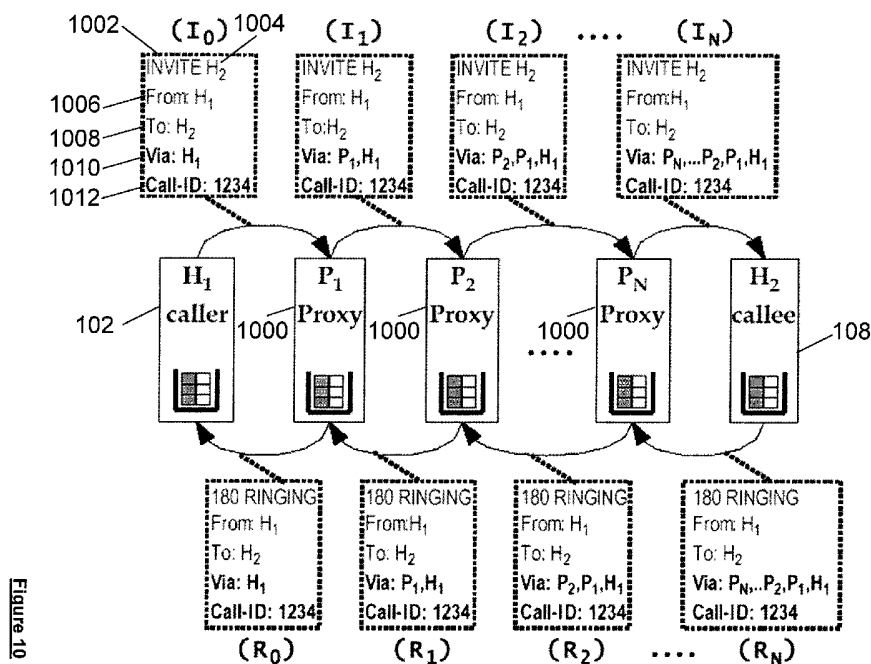 1002
1004
(I₀) (I₁) (I₂) .... (I_N)
INVITE H₂
From: H₁
To: H₂
Via: H₁
Call-ID: 1234
1006
1008
1010
1012
INVITE H₂
From: H₁
To:H₂
Via: P₁,H₁
Call-ID: 1234
INVITE H₂
From: H₁
To: H₂
Via: P₂,P₁,H₁
Call-ID: 1234
INVITE H₂
From:H₁
To: H₂
Via: P_N,...P₂,P₁,H₁
Call-ID: 1234
H₁
caller
102
P₁
Proxy
1000
P₂
Proxy
1000
....
P_N
Proxy
1000
H₂
callee
108
180 RINGING
From: H₁
To: H₂
Via: H₁
Call-ID: 1234
180 RINGING
From:H₁
To: H₂
Via: P₁,H₁
Call-ID: 1234
180 RINGING
From: H₁
To: H₂
Via: P₂,P₁,H₁
Call-ID: 1234
180 RINGING
From: H₁
To: H₂
Via: P_N,..P₂,P₁,H₁
Call-ID: 1234
(R₀) (R₁) (R₂) .... (R_N)
Figure 10